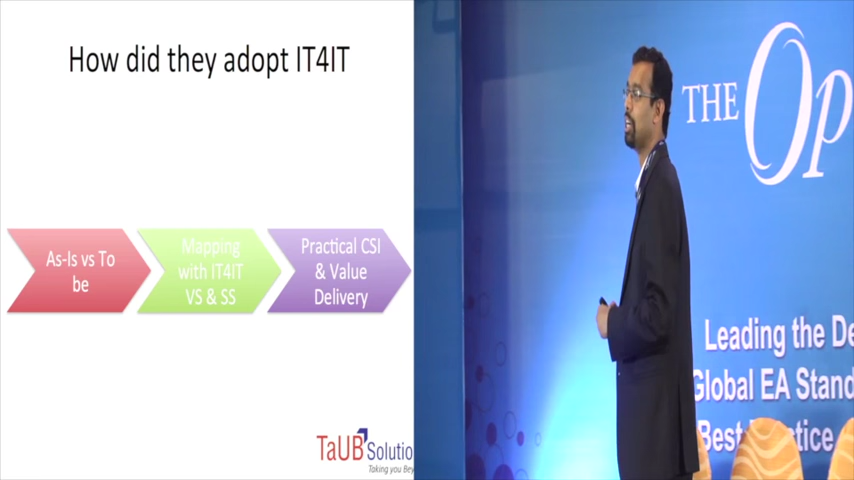 How did they adopt IT4IT
As-Is vs To
be
Mapping
with IT4IT
VS & SS
Practical CSI
& Value
Delivery
TaUB Solutio
Taking you Bey
THE Op
Leading the De
Global EA Stand
Best Practice